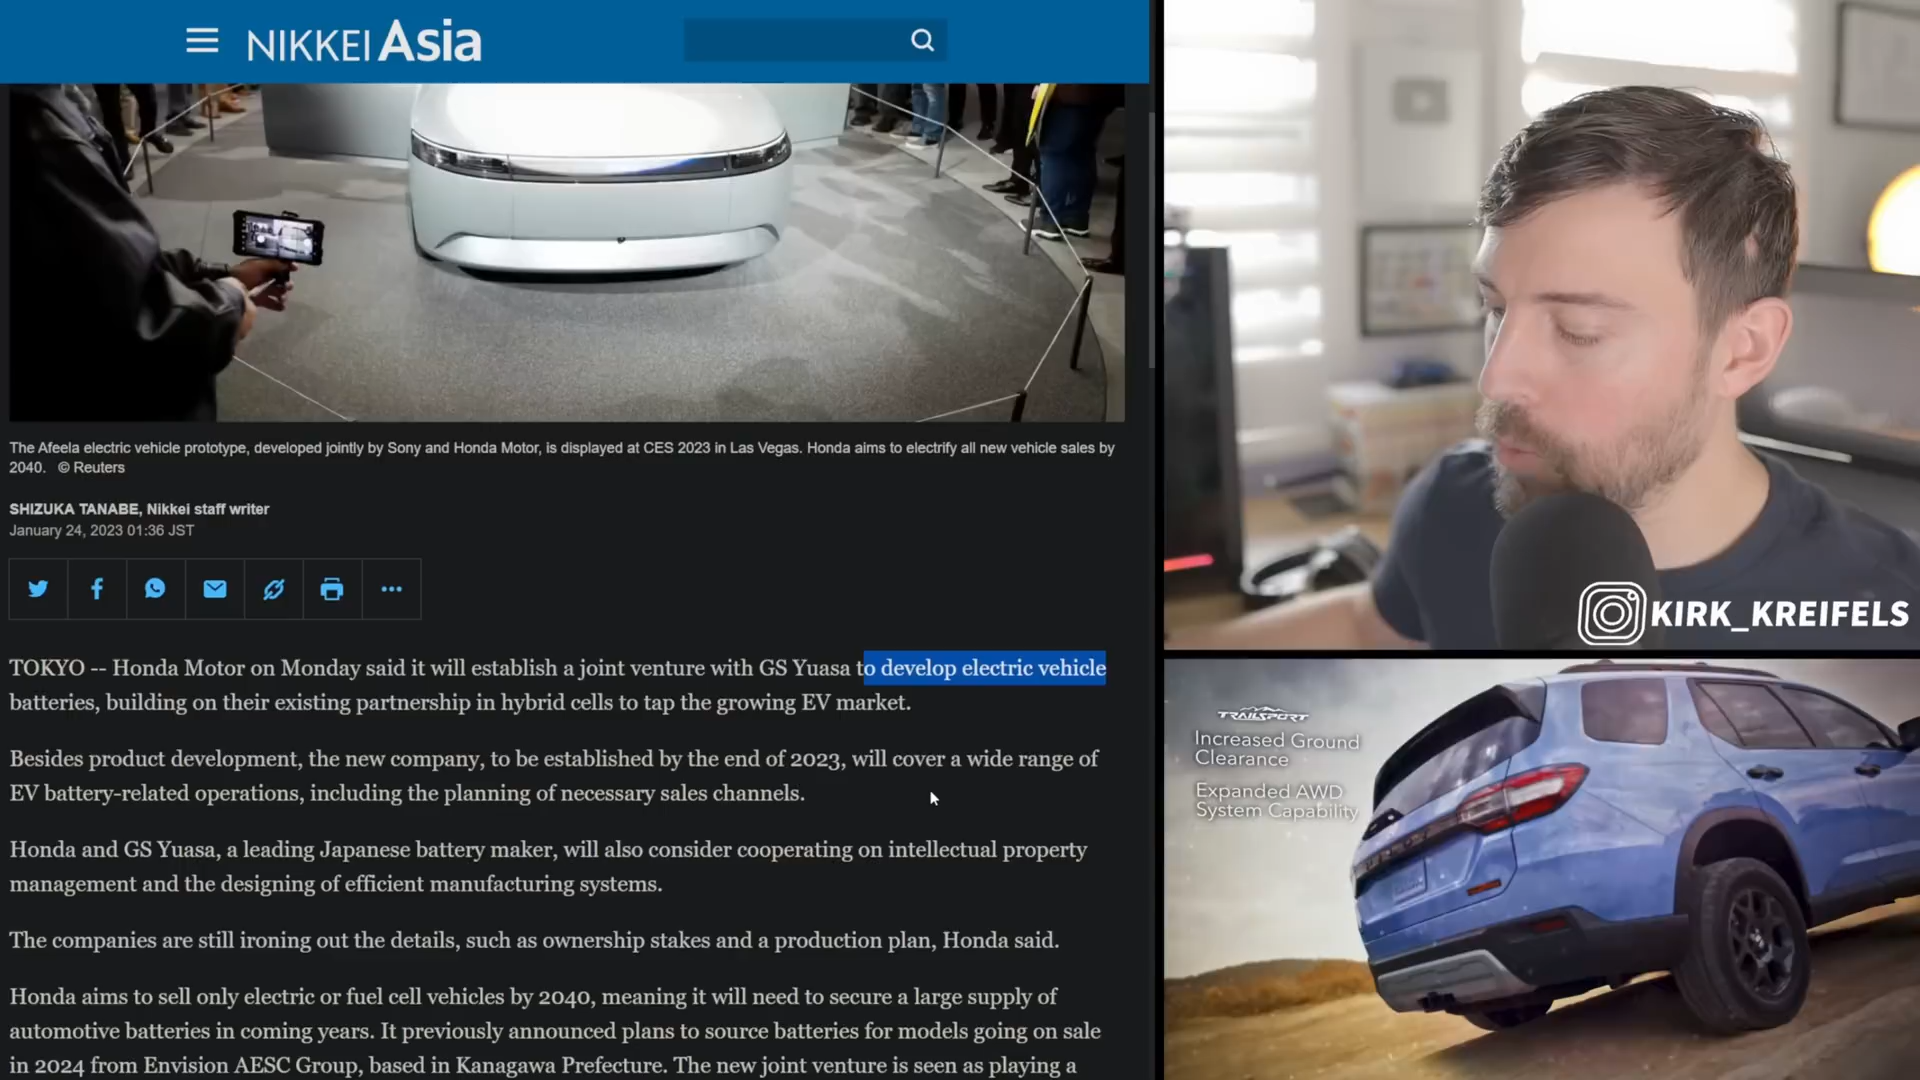 NIKKEI Asia
The Afeela electric vehicle prototype, developed jointly by Sony and Honda Motor, is displayed at CES 2023 in Las Vegas. Honda aims to electrify all new vehicle sales by
2040. © Reuters
SHIZUKA TANABE, Nikkei staff writer
January 24, 2023 01:36 JST
TOKYO -- Honda Motor on Monday said it will establish a joint venture with GS Yuasa to develop electric vehicle
batteries, building on their existing partnership in hybrid cells to tap the growing EV market.
Besides product development, the new company, to be established by the end of 2023, will cover a wide range of
EV battery-related operations, including the planning of necessary sales channels.
Honda and GS Yuasa, a leading Japanese battery maker, will also consider cooperating on intellectual property
management and the designing of efficient manufacturing systems.
The companies are still ironing out the details, such as ownership stakes and a production plan, Honda said.
Honda aims to sell only electric or fuel cell vehicles by 2040, meaning it will need to secure a large supply of
automotive batteries in coming years. It previously announced plans to source batteries for models going on sale
in 2024 from Envision AESC Group, based in Kanagawa Prefecture. The new joint venture is seen as playing a
KIRK_KREIFELS
TRAILSPORT
Increased Ground
Clearance
Expanded AWD
System Capability